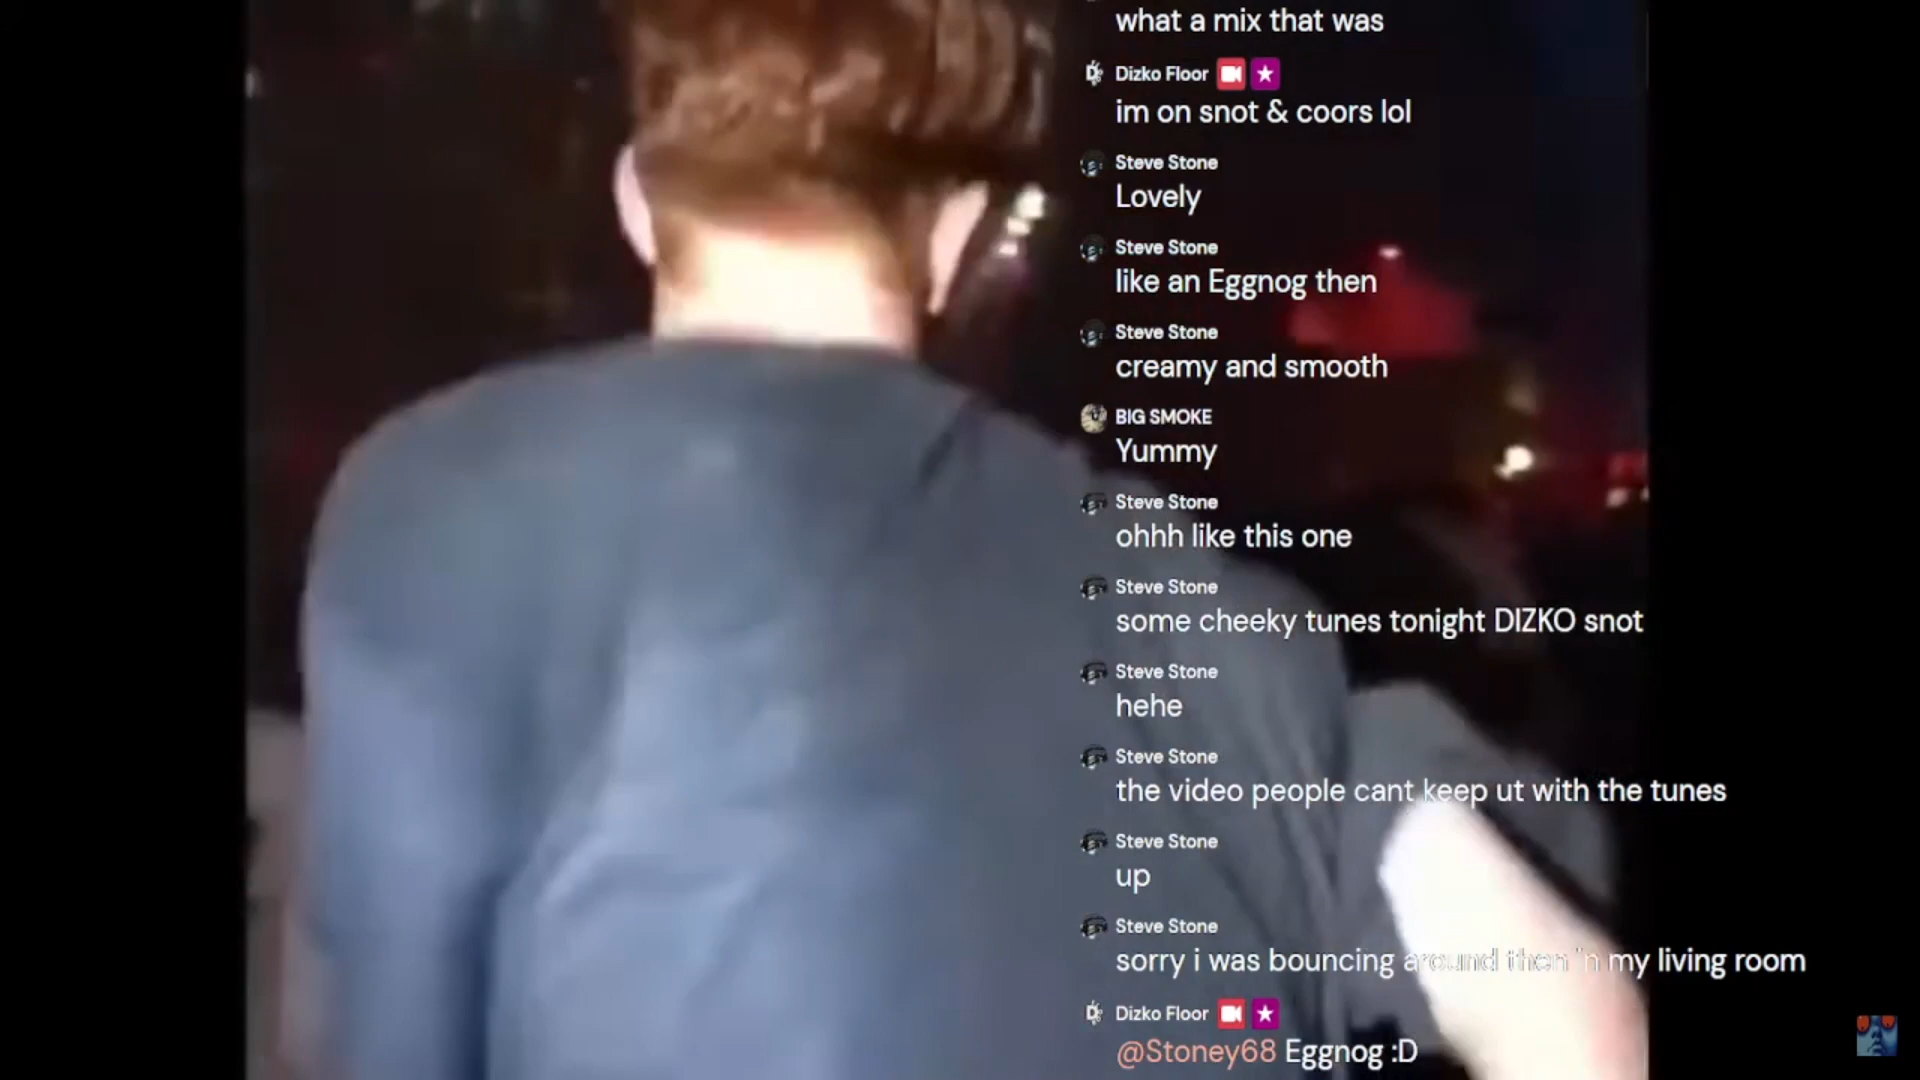 what a mix that was
Dizko Floor
im on snot & coors lol
Steve Stone
Lovely
Steve Stone
like an Eggnog then
Steve Stone
creamy and smooth
BIG SMOKE
Yummy
Steve Stone
ohhh like this one
Steve Stone
some cheeky tunes tonight DIZKO snot
Steve Stone
hehe
Steve Stone
the video people cant keep ut with the tunes
Steve Stone
up
Steve Stone
sorry i was bouncing around then in my living room
Dizko Floor
@Stoney68 Eggnog :D